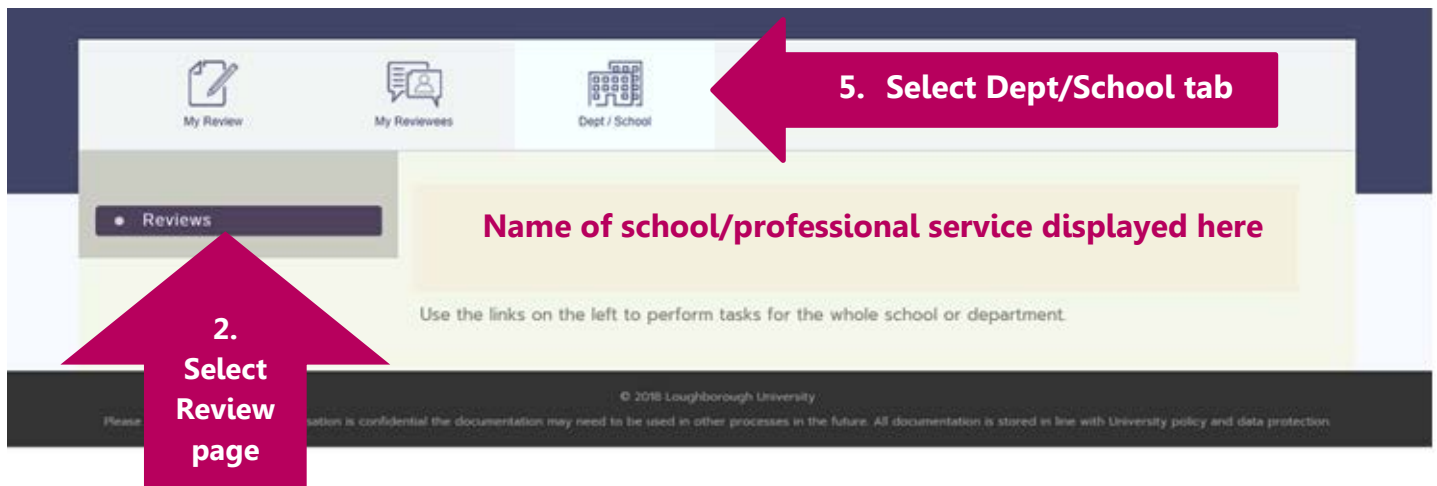 My Review
My Reviewees
Dept / School
5. Select Dept/School tab
Reviews
Name of school/professional service displayed here
Use the links on the left to perform tasks for the whole school or department.
2.
Select
Review
page
© 2018 Loughborough University
Please
sation is confidential the documentation may need to be used in other processes in the future. All documentation is stored in line with University policy and data protection